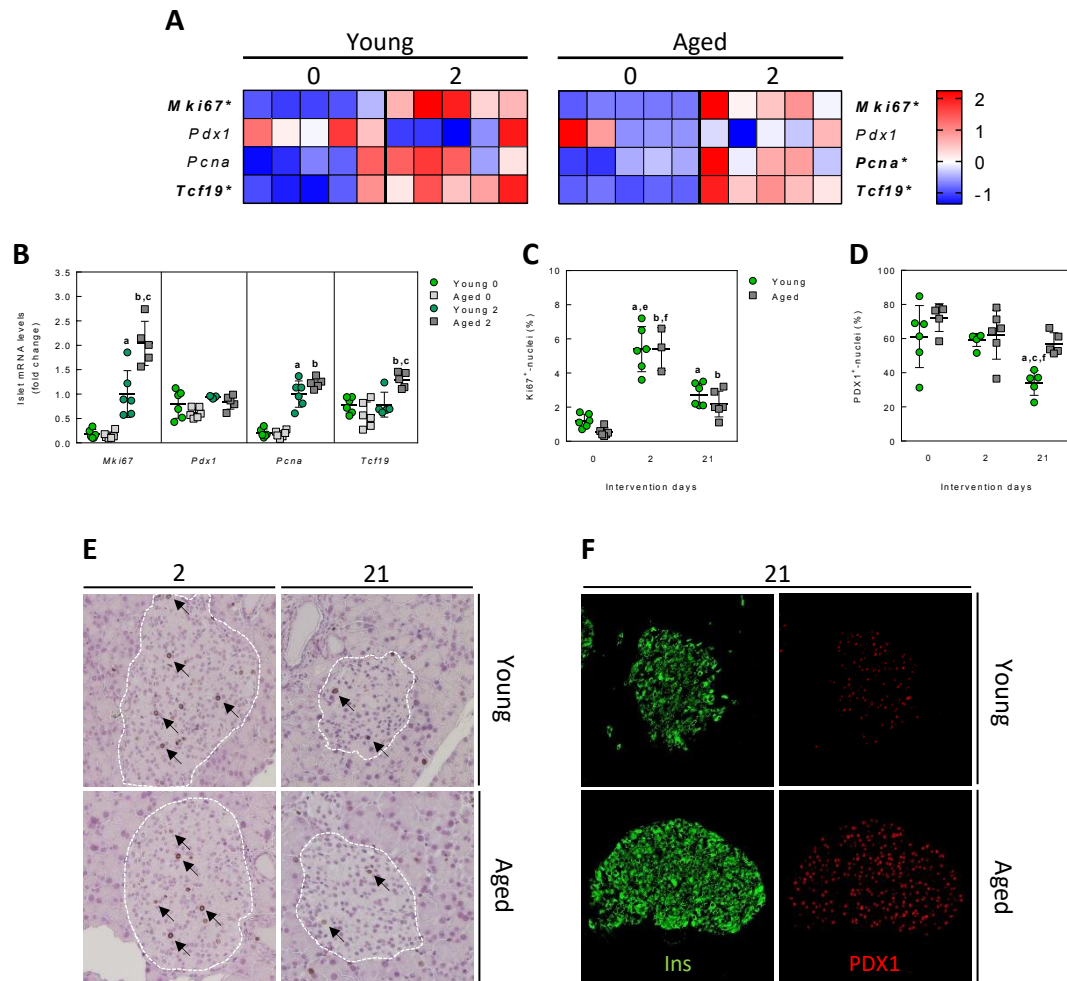 A
Young
Aged
0 2 0 2
Mki67*
Pdx1
Pcna
Tcf19*
Mki67*
Pdx1
Pcna*
Tcf19*
2
1
0
-1
B
Islet mRNA levels
(fold change)
3.5
3.0
2.5
2.0
1.5
1.0
0.5
0.0
a
b,c
a
b
b,c
Mki67 Pdx1 Pcna Tcf19
Young 0
Aged 0
Young 2
Aged 2
C
Ki67+-nuclei (%)
10
8
6
4
2
0
a,e
b,f
a
b
0 2 21
Intervention days
Young
Aged
D
PDX1+-nuclei (%)
100
80
60
40
20
0
a,c,f
0 2 21
Intervention days
Young
Aged
E
2 21
Young
Aged
F
21
Young
Aged
Ins PDX1